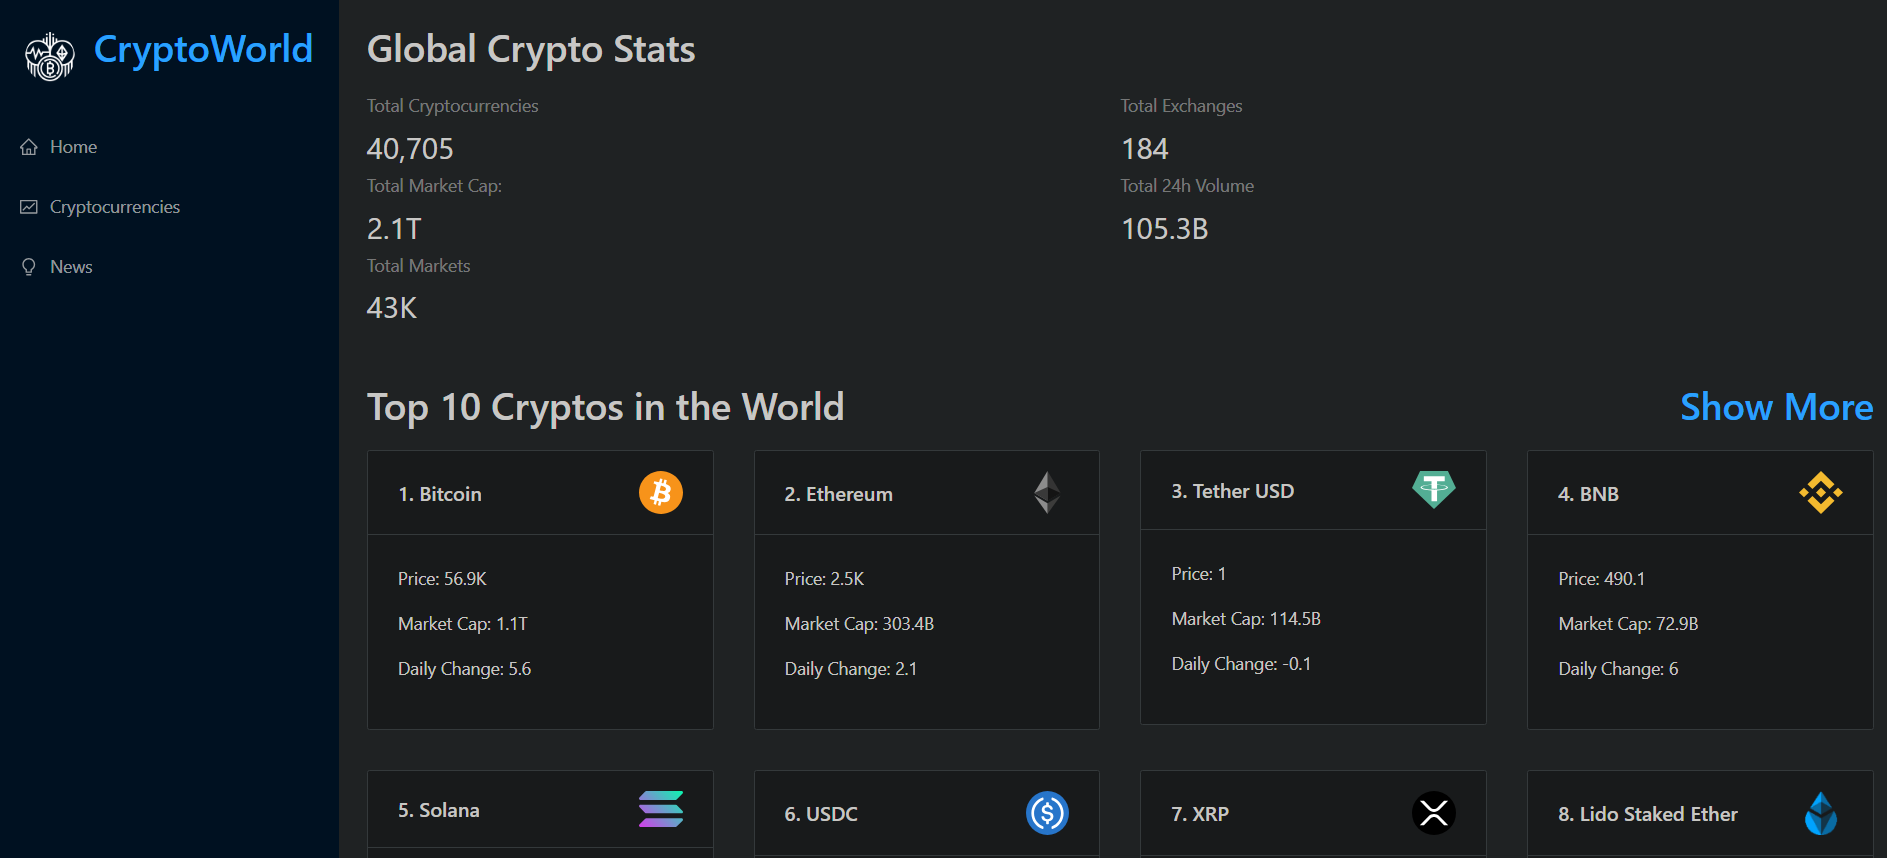 CryptoWorld
Home
Cryptocurrencies
News
Global Crypto Stats
Total Cryptocurrencies
40,705
Total Exchanges
184
Total Market Cap:
2.1T
Total 24h Volume
105.3B
Total Markets
43K
Top 10 Cryptos in the World
Show More
1. Bitcoin
Price: 56.9K
Market Cap: 1.1T
Daily Change: 5.6
2. Ethereum
Price: 2.5K
Market Cap: 303.4B
Daily Change: 2.1
3. Tether USD
Price: 1
Market Cap: 114.5B
Daily Change: -0.1
4. BNB
Price: 490.1
Market Cap: 72.9B
Daily Change: 6
5. Solana
6. USDC
7. XRP
8. Lido Staked Ether